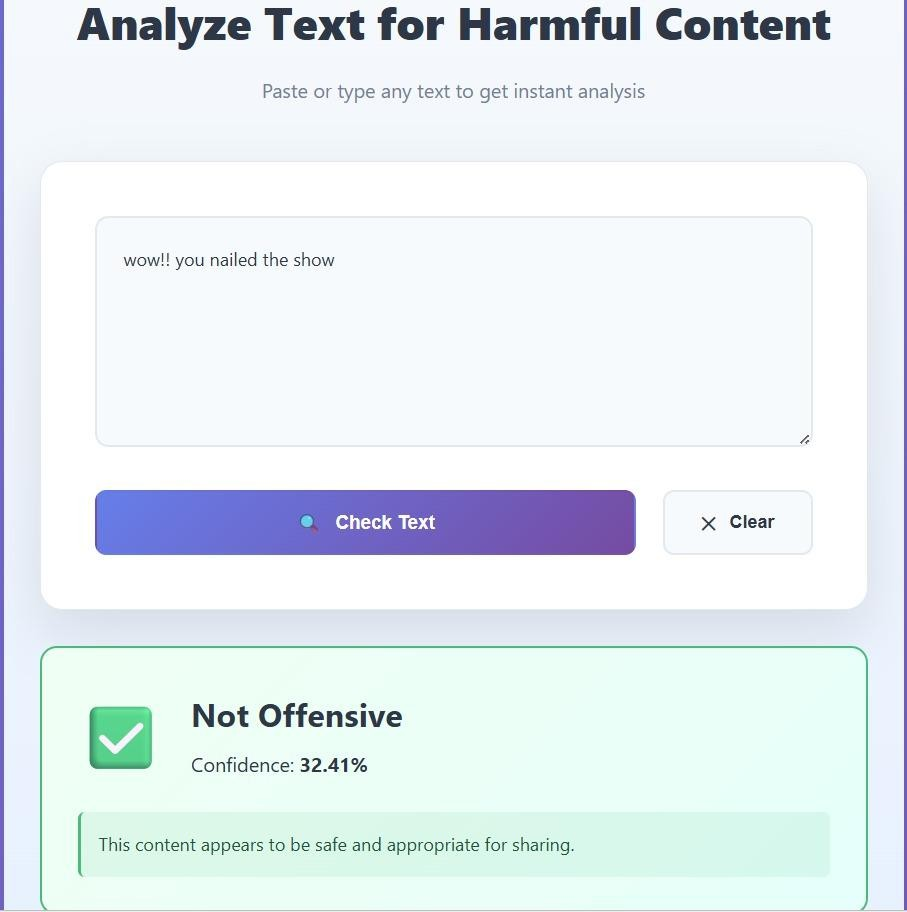 Analyze Text for Harmful Content
Paste or type any text to get instant analysis
wow!! you nailed the show
Check Text
Clear
Not Offensive
Confidence: 32.41%
This content appears to be safe and appropriate for sharing.